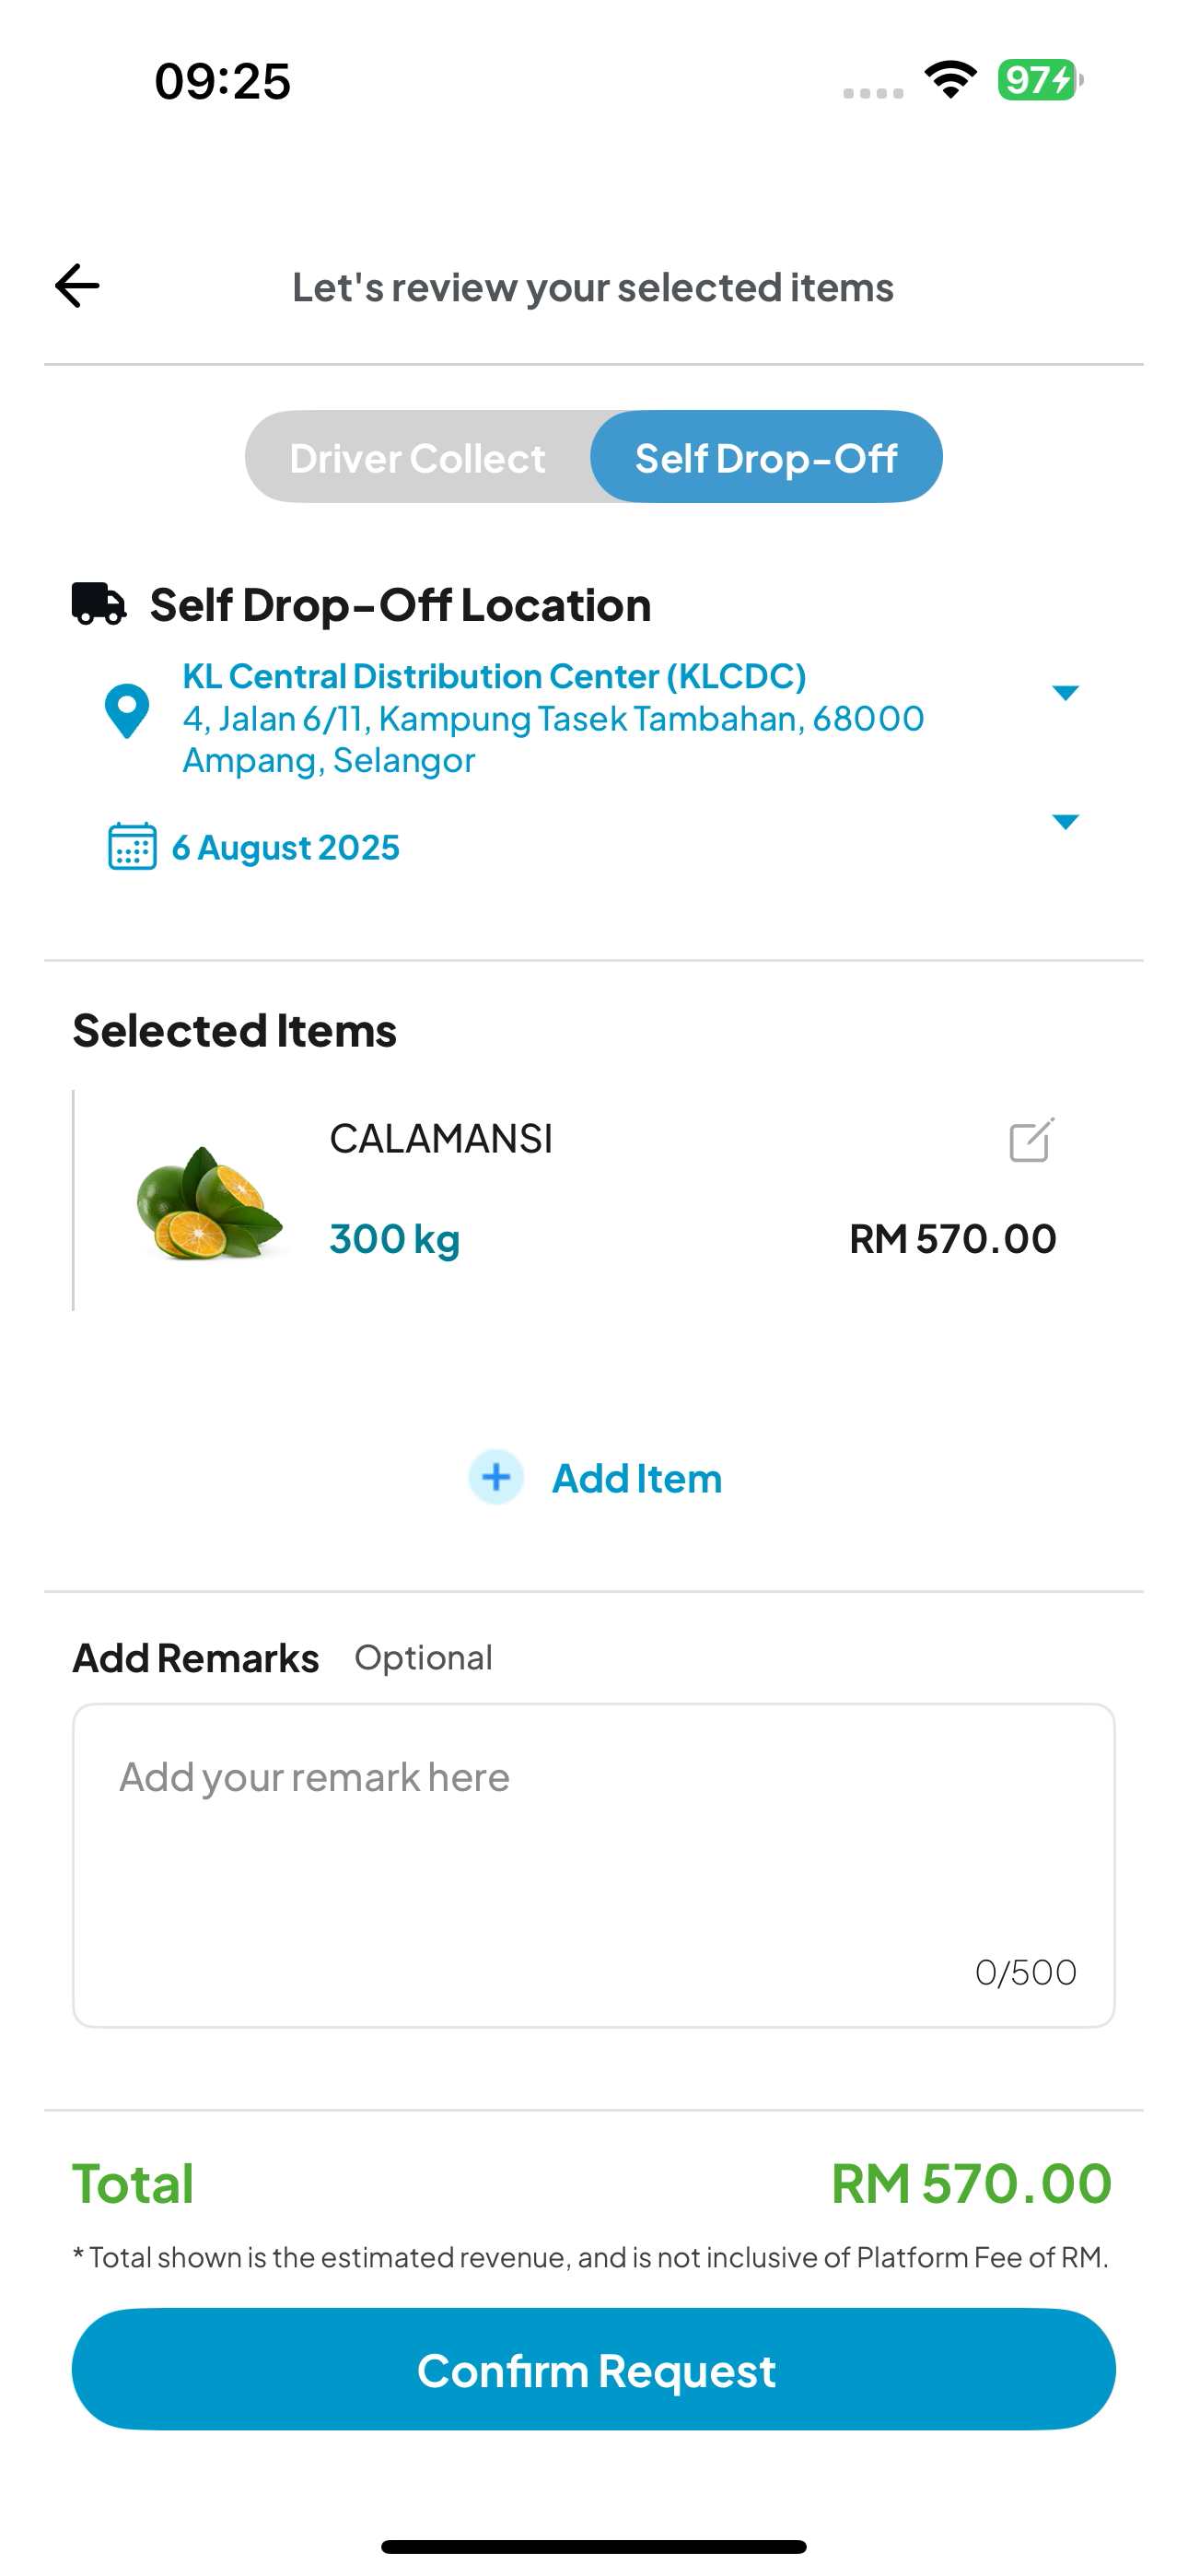 09:25
97
Let's review your selected items
Driver Collect
Self Drop-Off
Self Drop-Off Location
KL Central Distribution Center (KLCDC)
4, Jalan 6/11, Kampung Tasek Tambahan, 68000
Ampang, Selangor
6 August 2025
Selected Items
CALAMANSI
300 kg
RM 570.00
Add Item
Add Remarks Optional
Add your remark here
0/500
Total
RM 570.00
* Total shown is the estimated revenue, and is not inclusive of Platform Fee of RM.
Confirm Request